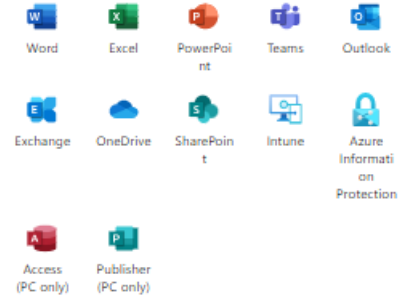 W Word
X Excel
P PowerPoi
nt
T Teams
O Outlook
E Exchange
OneDrive
S SharePoin
t
Intune
Azure
Informati
on
Protection
A Access
(PC only)
P Publisher
(PC only)